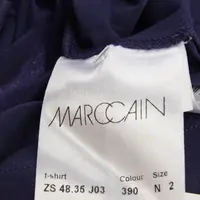 MARCCAIN
t-shirt Colour Size
ZS 48.35 J03 390 N 2